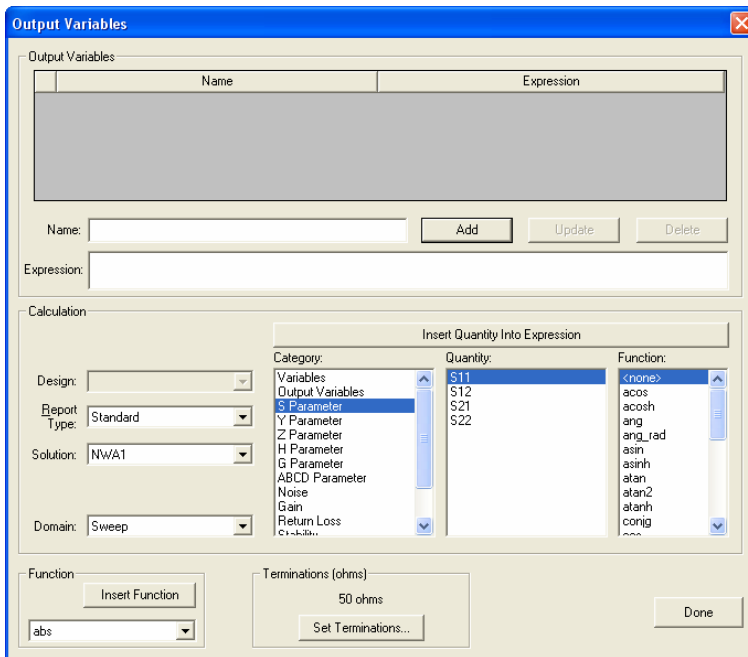 Output Variables
Output Variables
Name Expression
Name: Add Update Delete
Expression:
Calculation
Insert Quantity Into Expression
Category: Quantity: Function:
Design:
Report Type: Standard
Solution: NWA1
Domain: Sweep
Variables
Output Variables
S Parameter
Y Parameter
Z Parameter
H Parameter
G Parameter
ABCD Parameter
Noise
Gain
Return Loss
Stability
S11
S12
S21
S22
<none>
acos
acosh
ang
ang_rad
asin
asinh
atan
atan2
atanh
conjg
cos
Function
Insert Function
abs
Terminations (ohms)
50 ohms
Set Terminations...
Done